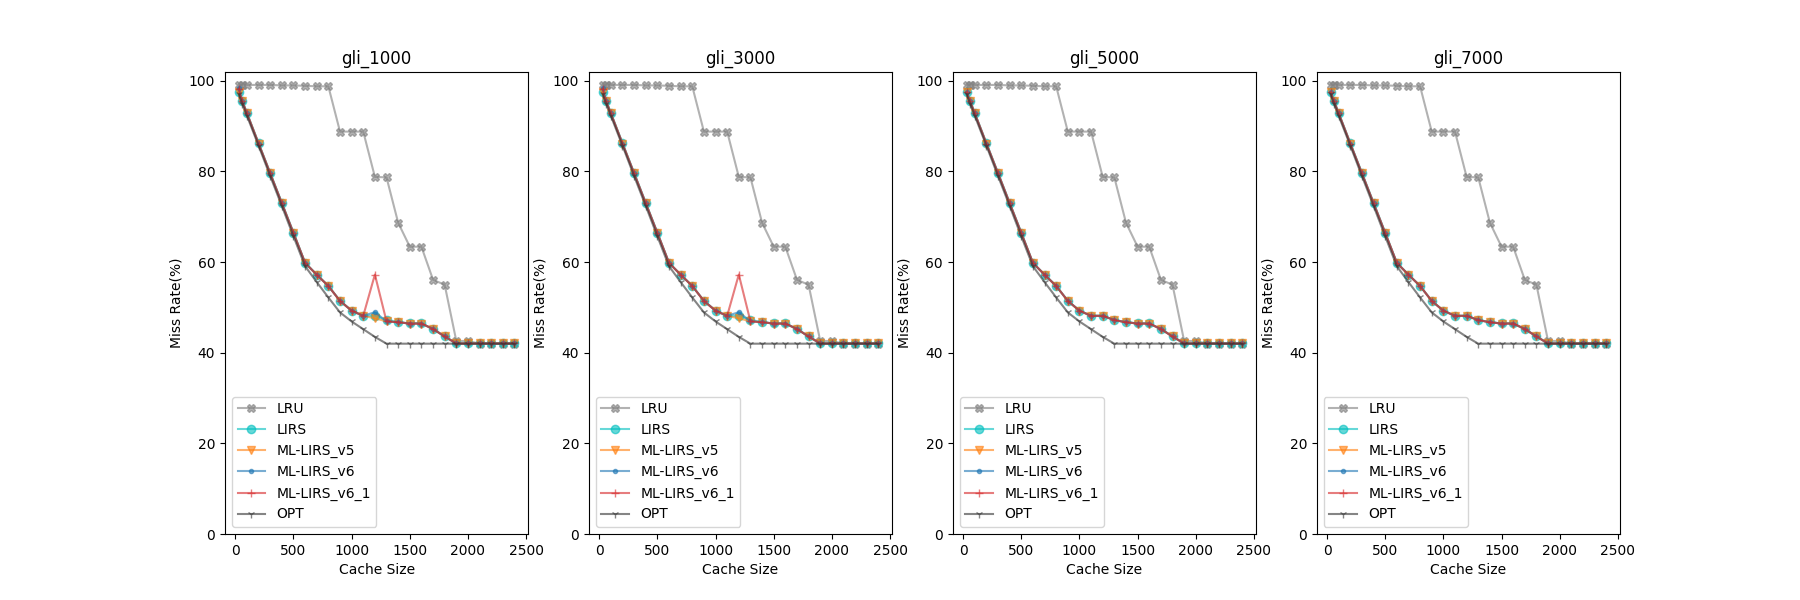 gli_1000
100
80
60
40
20
0
Miss Rate(%)
LRU
LIRS
ML-LIRS_v5
ML-LIRS_v6
ML-LIRS_v6_1
OPT
0 500 1000 1500 2000 2500
Cache Size
gli_3000
100
80
60
40
20
0
Miss Rate(%)
LRU
LIRS
ML-LIRS_v5
ML-LIRS_v6
ML-LIRS_v6_1
OPT
0 500 1000 1500 2000 2500
Cache Size
gli_5000
100
80
60
40
20
0
Miss Rate(%)
LRU
LIRS
ML-LIRS_v5
ML-LIRS_v6
ML-LIRS_v6_1
OPT
0 500 1000 1500 2000 2500
Cache Size
gli_7000
100
80
60
40
20
0
Miss Rate(%)
LRU
LIRS
ML-LIRS_v5
ML-LIRS_v6
ML-LIRS_v6_1
OPT
0 500 1000 1500 2000 2500
Cache Size